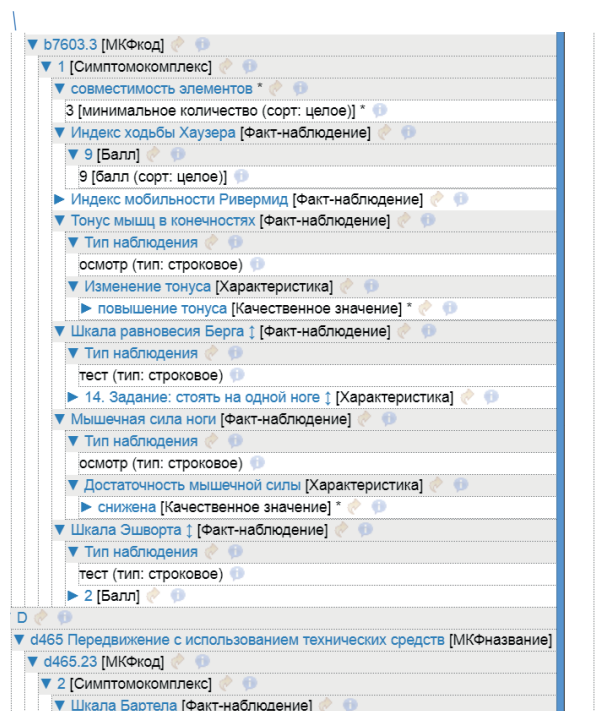 ▼ b7603.3 [МКФкод]
▼ 1 [Симптомокомплекс]
▼ совместимость элементов *
3 [минимальное количество (сорт: целое)] *
▼ Индекс ходьбы Хаузера [Факт-наблюдение]
▼ 9 [Балл]
9 [балл (сорт: целое)]
► Индекс мобильности Ривермид [Факт-наблюдение]
▼ Тонус мышц в конечностях [Факт-наблюдение]
▼ Тип наблюдения
осмотр (тип: строковое)
▼ Изменение тонуса [Характеристика]
► повышение тонуса [Качественное значение] *
▼ Шкала равновесия Берга ↕ [Факт-наблюдение]
▼ Тип наблюдения
тест (тип: строковое)
► 14. Задание: стоять на одной ноге ↕ [Характеристика]
▼ Мышечная сила ноги [Факт-наблюдение]
▼ Тип наблюдения
осмотр (тип: строковое)
▼ Достаточность мышечной силы [Характеристика]
► снижена [Качественное значение] *
▼ Шкала Эшворта ↕ [Факт-наблюдение]
▼ Тип наблюдения
тест (тип: строковое)
► 2 [Балл]
D
▼ d465 Передвижение с использованием технических средств [МКФназвание]
▼ d465.23 [МКФкод]
▼ 2 [Симптомокомплекс]
▼ Шкала Бартела [Факт-наблюдение]